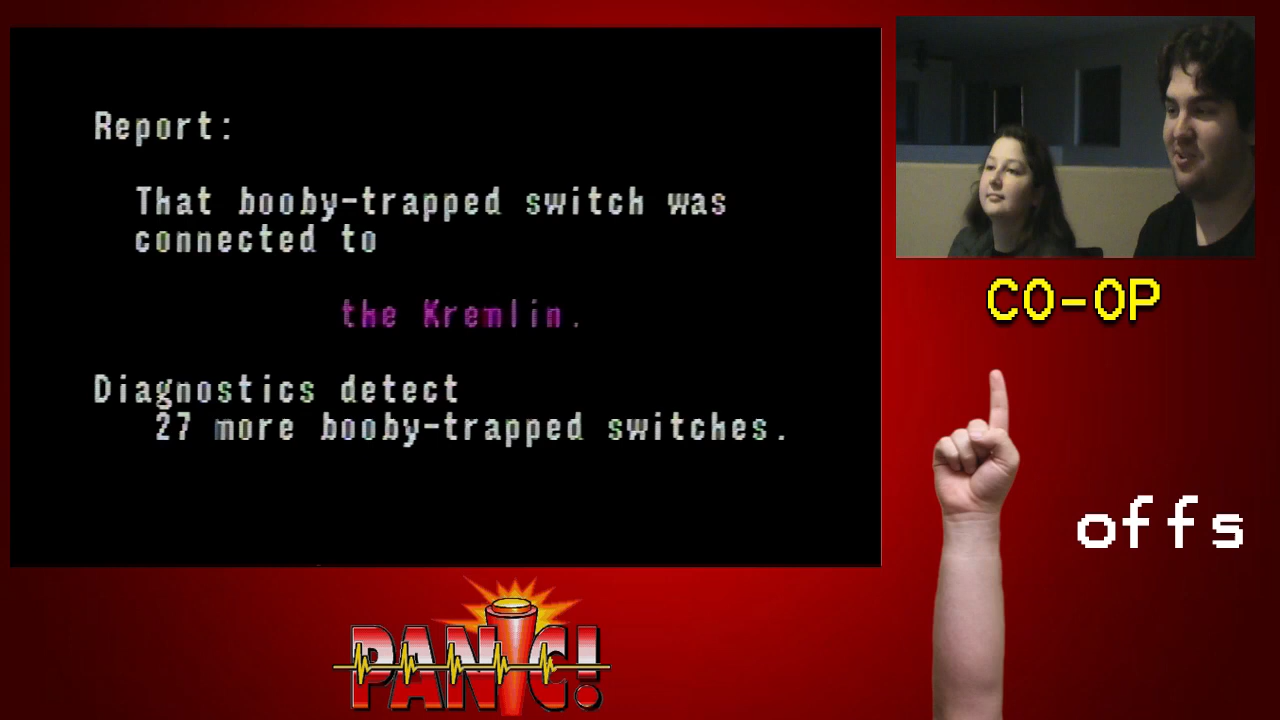 Report:
That booby-trapped switch was
connected to
the Kremlin.
Diagnostics detect
27 more booby-trapped switches.
CO-OP
offs
PANIC!